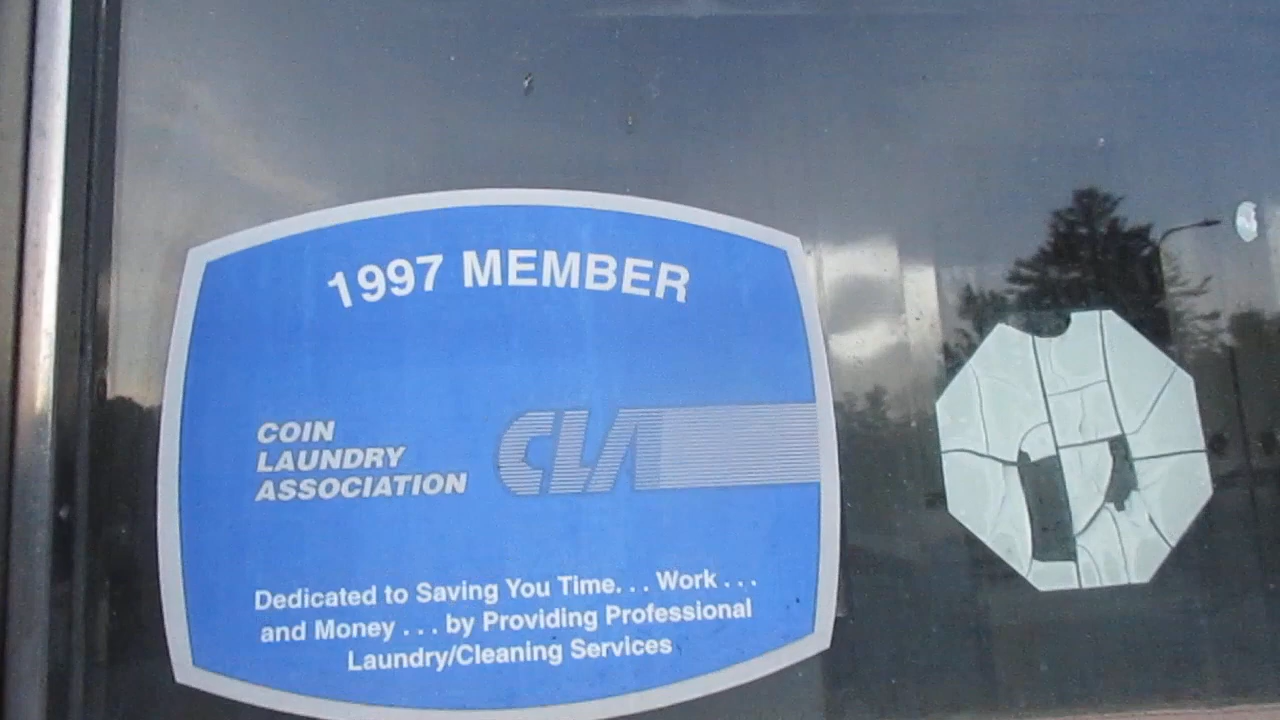 1997 MEMBER
COIN
LAUNDRY
ASSOCIATION
CLA
Dedicated to Saving You Time. . . Work . . .
and Money . . . by Providing Professional
Laundry/Cleaning Services